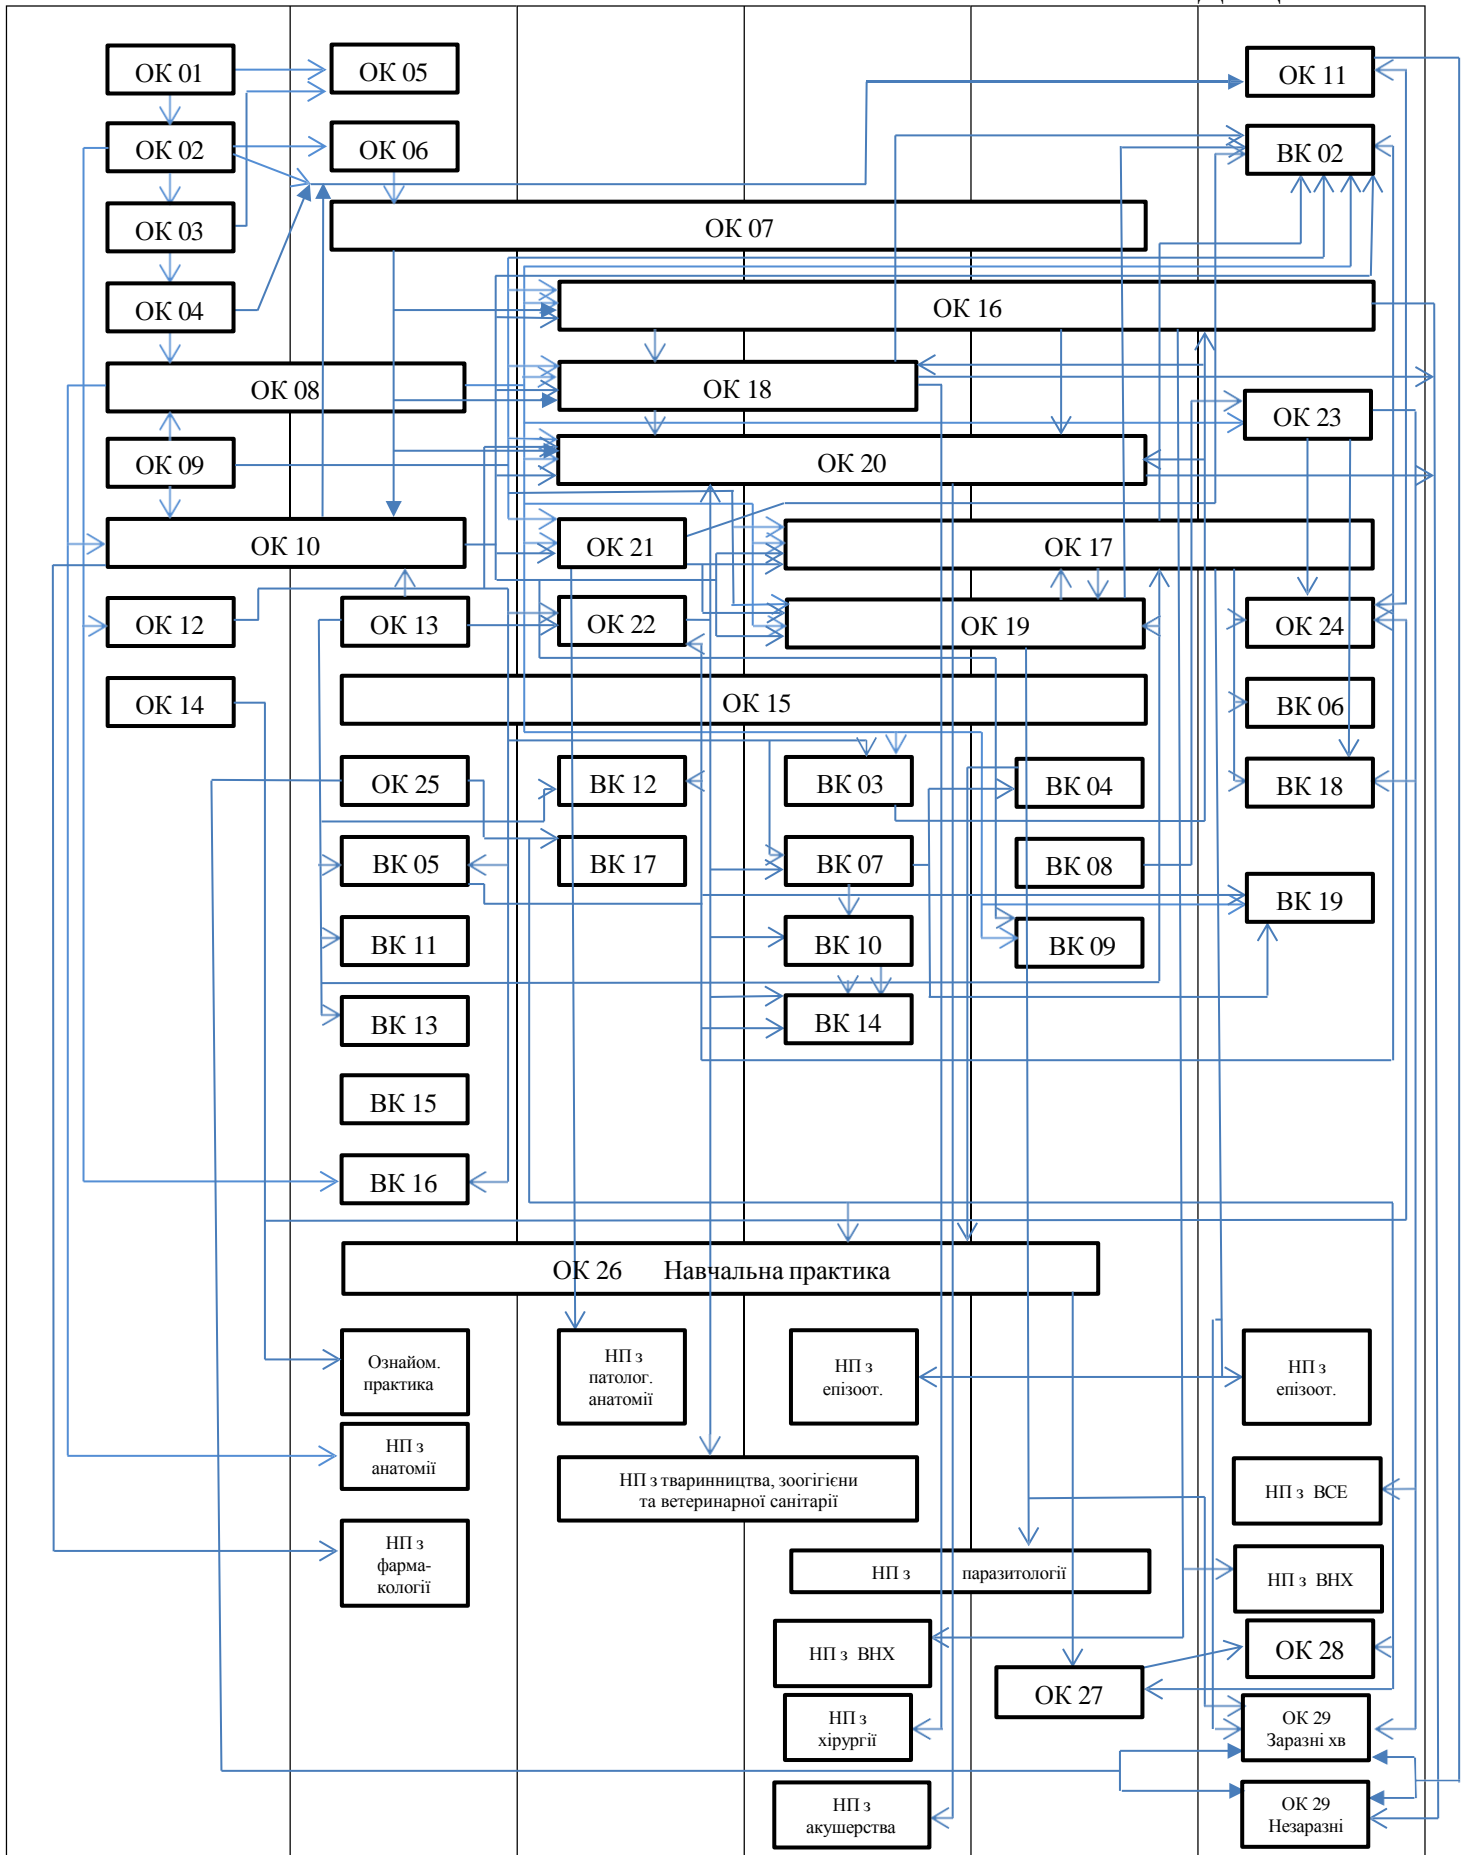 ОК 01
ОК 05
ОК 11
ОК 02
ОК 06
ВК 02
ОК 03
ОК 07
ОК 04
ОК 16
ОК 08
ОК 18
ОК 23
ОК 09
ОК 20
ОК 10
ОК 21
ОК 17
ОК 12
ОК 13
ОК 22
ОК 19
ОК 24
ОК 14
ОК 15
ВК 06
ОК 25
ВК 12
ВК 03
ВК 04
ВК 18
ВК 05
ВК 17
ВК 07
ВК 08
ВК 19
ВК 11
ВК 10
ВК 09
ВК 13
ВК 14
ВК 15
ВК 16
ОК 26 Навчальна практика
Ознайом.
практика
НП з
патолог.
анатомії
НП з
епізоот.
НП з
епізоот.
НП з
анатомії
НП з тваринництва, зоогігієни
та ветеринарної санітарії
НП з ВСЕ
НП з
фарма-
кології
НП з паразитології
НП з ВНХ
НП з ВНХ
ОК 28
ОК 27
НП з
хірургії
ОК 29
Заразні хв
НП з
акушерства
ОК 29
Незаразні